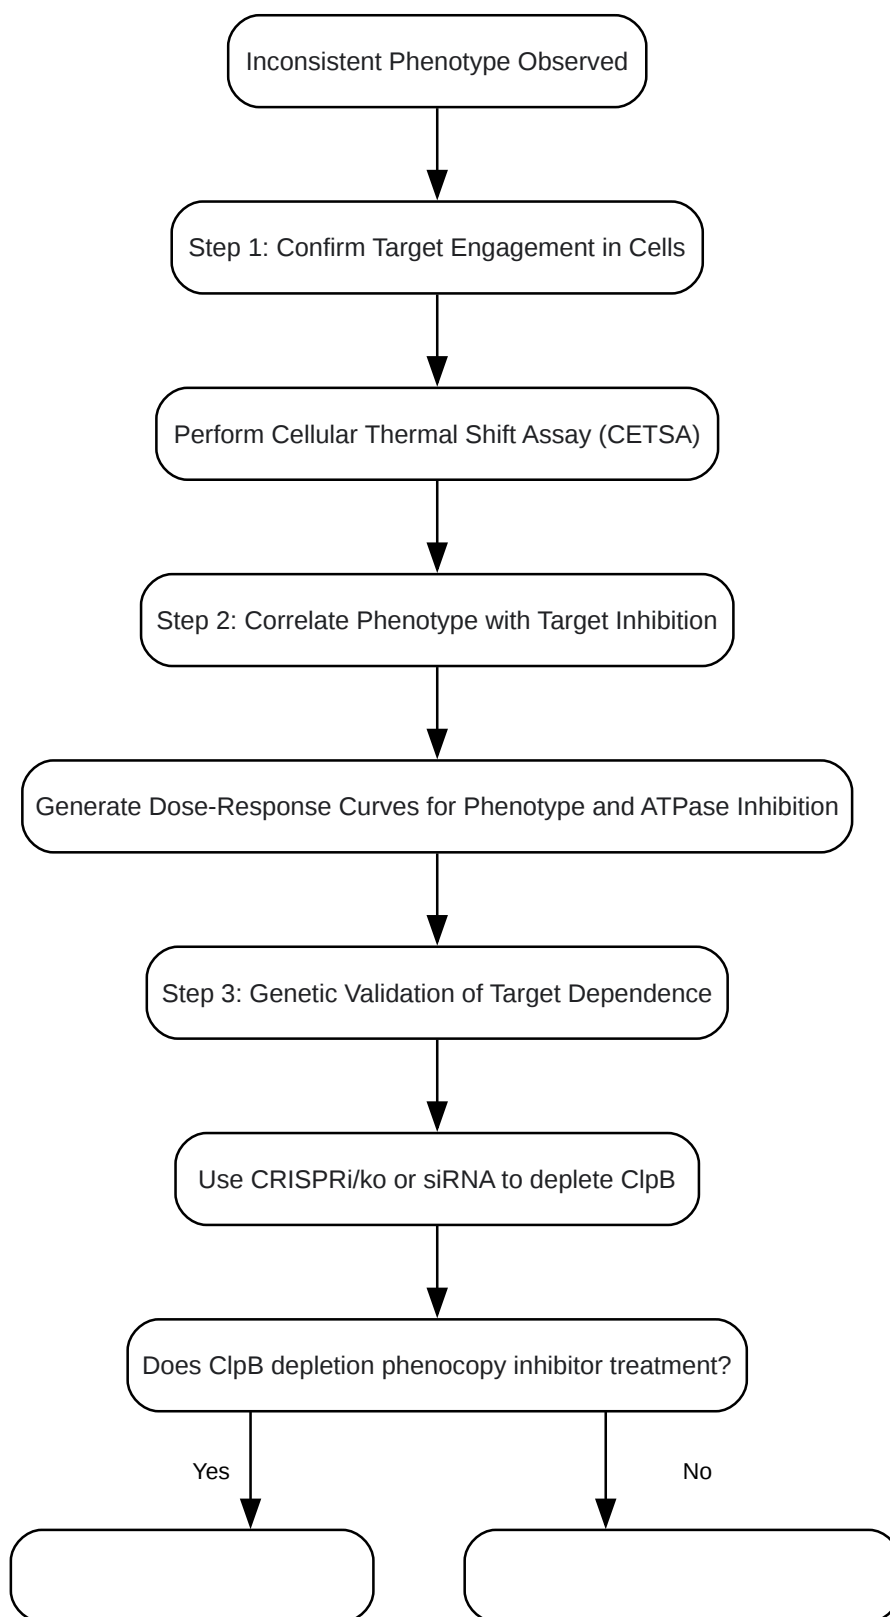 Inconsistent Phenotype Observed
Step 1: Confirm Target Engagement in Cells
Perform Cellular Thermal Shift Assay (CETSA)
Step 2: Correlate Phenotype with Target Inhibition
Generate Dose-Response Curves for Phenotype and ATPase Inhibition
Step 3: Genetic Validation of Target Dependence
Use CRISPRi/ko or siRNA to deplete ClpB
Does ClpB depletion phenocopy inhibitor treatment?
Yes
No